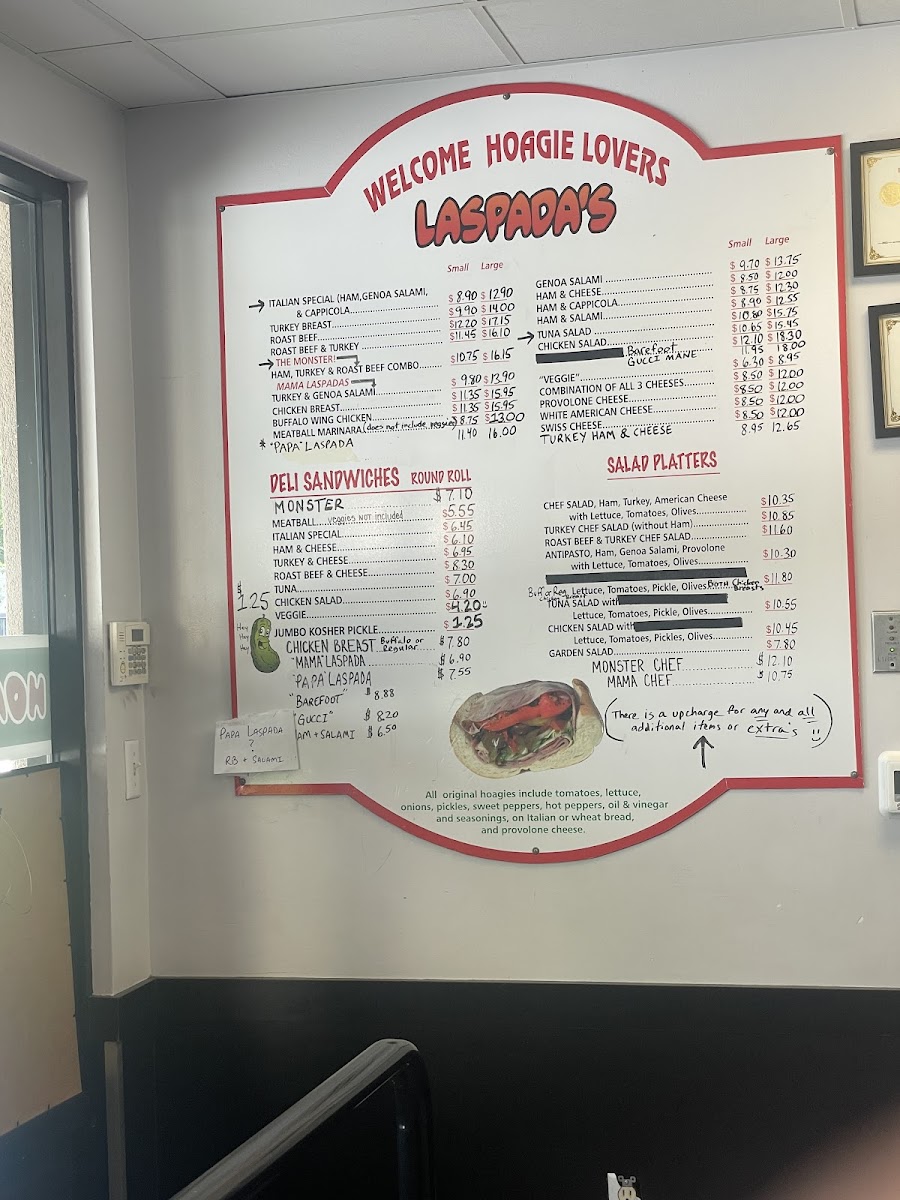 WELCOME HOAGIE LOVERS
LASPADA'S
Small Large
→ ITALIAN SPECIAL (HAM,GENOA SALAMI,
& CAPPICOLA $ 8.90 $ 12.90
TURKEY BREAST $ 9.90 $ 14.00
ROAST BEEF $ 12.20 $ 17.15
ROAST BEEF & TURKEY $ 11.45 $ 16.10
→ THE MONSTER!
HAM, TURKEY & ROAST BEEF COMBO $ 10.75 $ 16.15
MAMA LASPADAS
TURKEY & GENOA SALAMI $ 9.80 $ 13.90
CHICKEN BREAST $ 11.35 $ 15.95
BUFFALO WING CHICKEN $ 11.35 $ 15.95
MEATBALL MARINARA (does not include veggies) $ 8.75 $ 13.00
* "PAPA" LASPADA 11.40 16.00
Small Large
GENOA SALAMI $ 9.70 $ 13.75
HAM & CHEESE $ 8.50 $ 12.00
HAM & CAPPICOLA $ 8.75 $ 12.30
HAM & SALAMI $ 8.90 $ 12.55
→ TUNA SALAD $ 10.80 $ 15.75
CHICKEN SALAD $ 10.65 $ 15.45
Barefoot $ 12.10 $ 18.30
GUCCI MANE 11.95 18.00
"VEGGIE" $ 6.30 $ 8.95
COMBINATION OF ALL 3 CHEESES $ 8.50 $ 12.00
PROVOLONE CHEESE $ 8.50 $ 12.00
WHITE AMERICAN CHEESE $ 8.50 $ 12.00
SWISS CHEESE $ 8.50 $ 12.00
TURKEY HAM & CHEESE 8.95 12.65
DELI SANDWICHES ROUND ROLL
MONSTER $ 7.10
MEATBALL veggies NOT included $5.55
ITALIAN SPECIAL $ 6.45
HAM & CHEESE $ 6.10
TURKEY & CHEESE $ 6.95
ROAST BEEF & CHEESE $ 8.30
TUNA $ 7.00
CHICKEN SALAD $ 6.90
VEGGIE $4.20
JUMBO KOSHER PICKLE $ 1.25
CHICKEN BREAST Buffalo or Regular $ 7.80
"MAMA" LASPADA $ 6.90
"PAPA" LASPADA $ 7.55
"BAREFOOT" $ 8.88
"GUCCI" $ 8.20
AM + SALAMI $ 6.50
$ 1.25
Hey
Hey
Hey
PAPA LASPADA
?
RB + SALAMI
SALAD PLATTERS
CHEF SALAD, Ham, Turkey, American Cheese
with Lettuce, Tomatoes, Olives $10.35
TURKEY CHEF SALAD (without Ham) $10.85
ROAST BEEF & TURKEY CHEF SALAD $11.60
ANTIPASTO, Ham, Genoa Salami, Provolone
with Lettuce, Tomatoes, Olives $10.30
Lettuce, Tomatoes, Pickle, Olives BOTH Chicken Breasts $11.80
TUNA SALAD with
Lettuce, Tomatoes, Pickle, Olives $10.55
CHICKEN SALAD with
Lettuce, Tomatoes, Pickles, Olives $10.45
GARDEN SALAD $ 7.80
MONSTER CHEF $ 12.10
MAMA CHEF $ 10.75
(There is a upcharge for any and all
additional items or extra's)
All original hoagies include tomatoes, lettuce,
onions, pickles, sweet peppers, hot peppers, oil & vinegar
and seasonings, on Italian or wheat bread,
and provolone cheese.